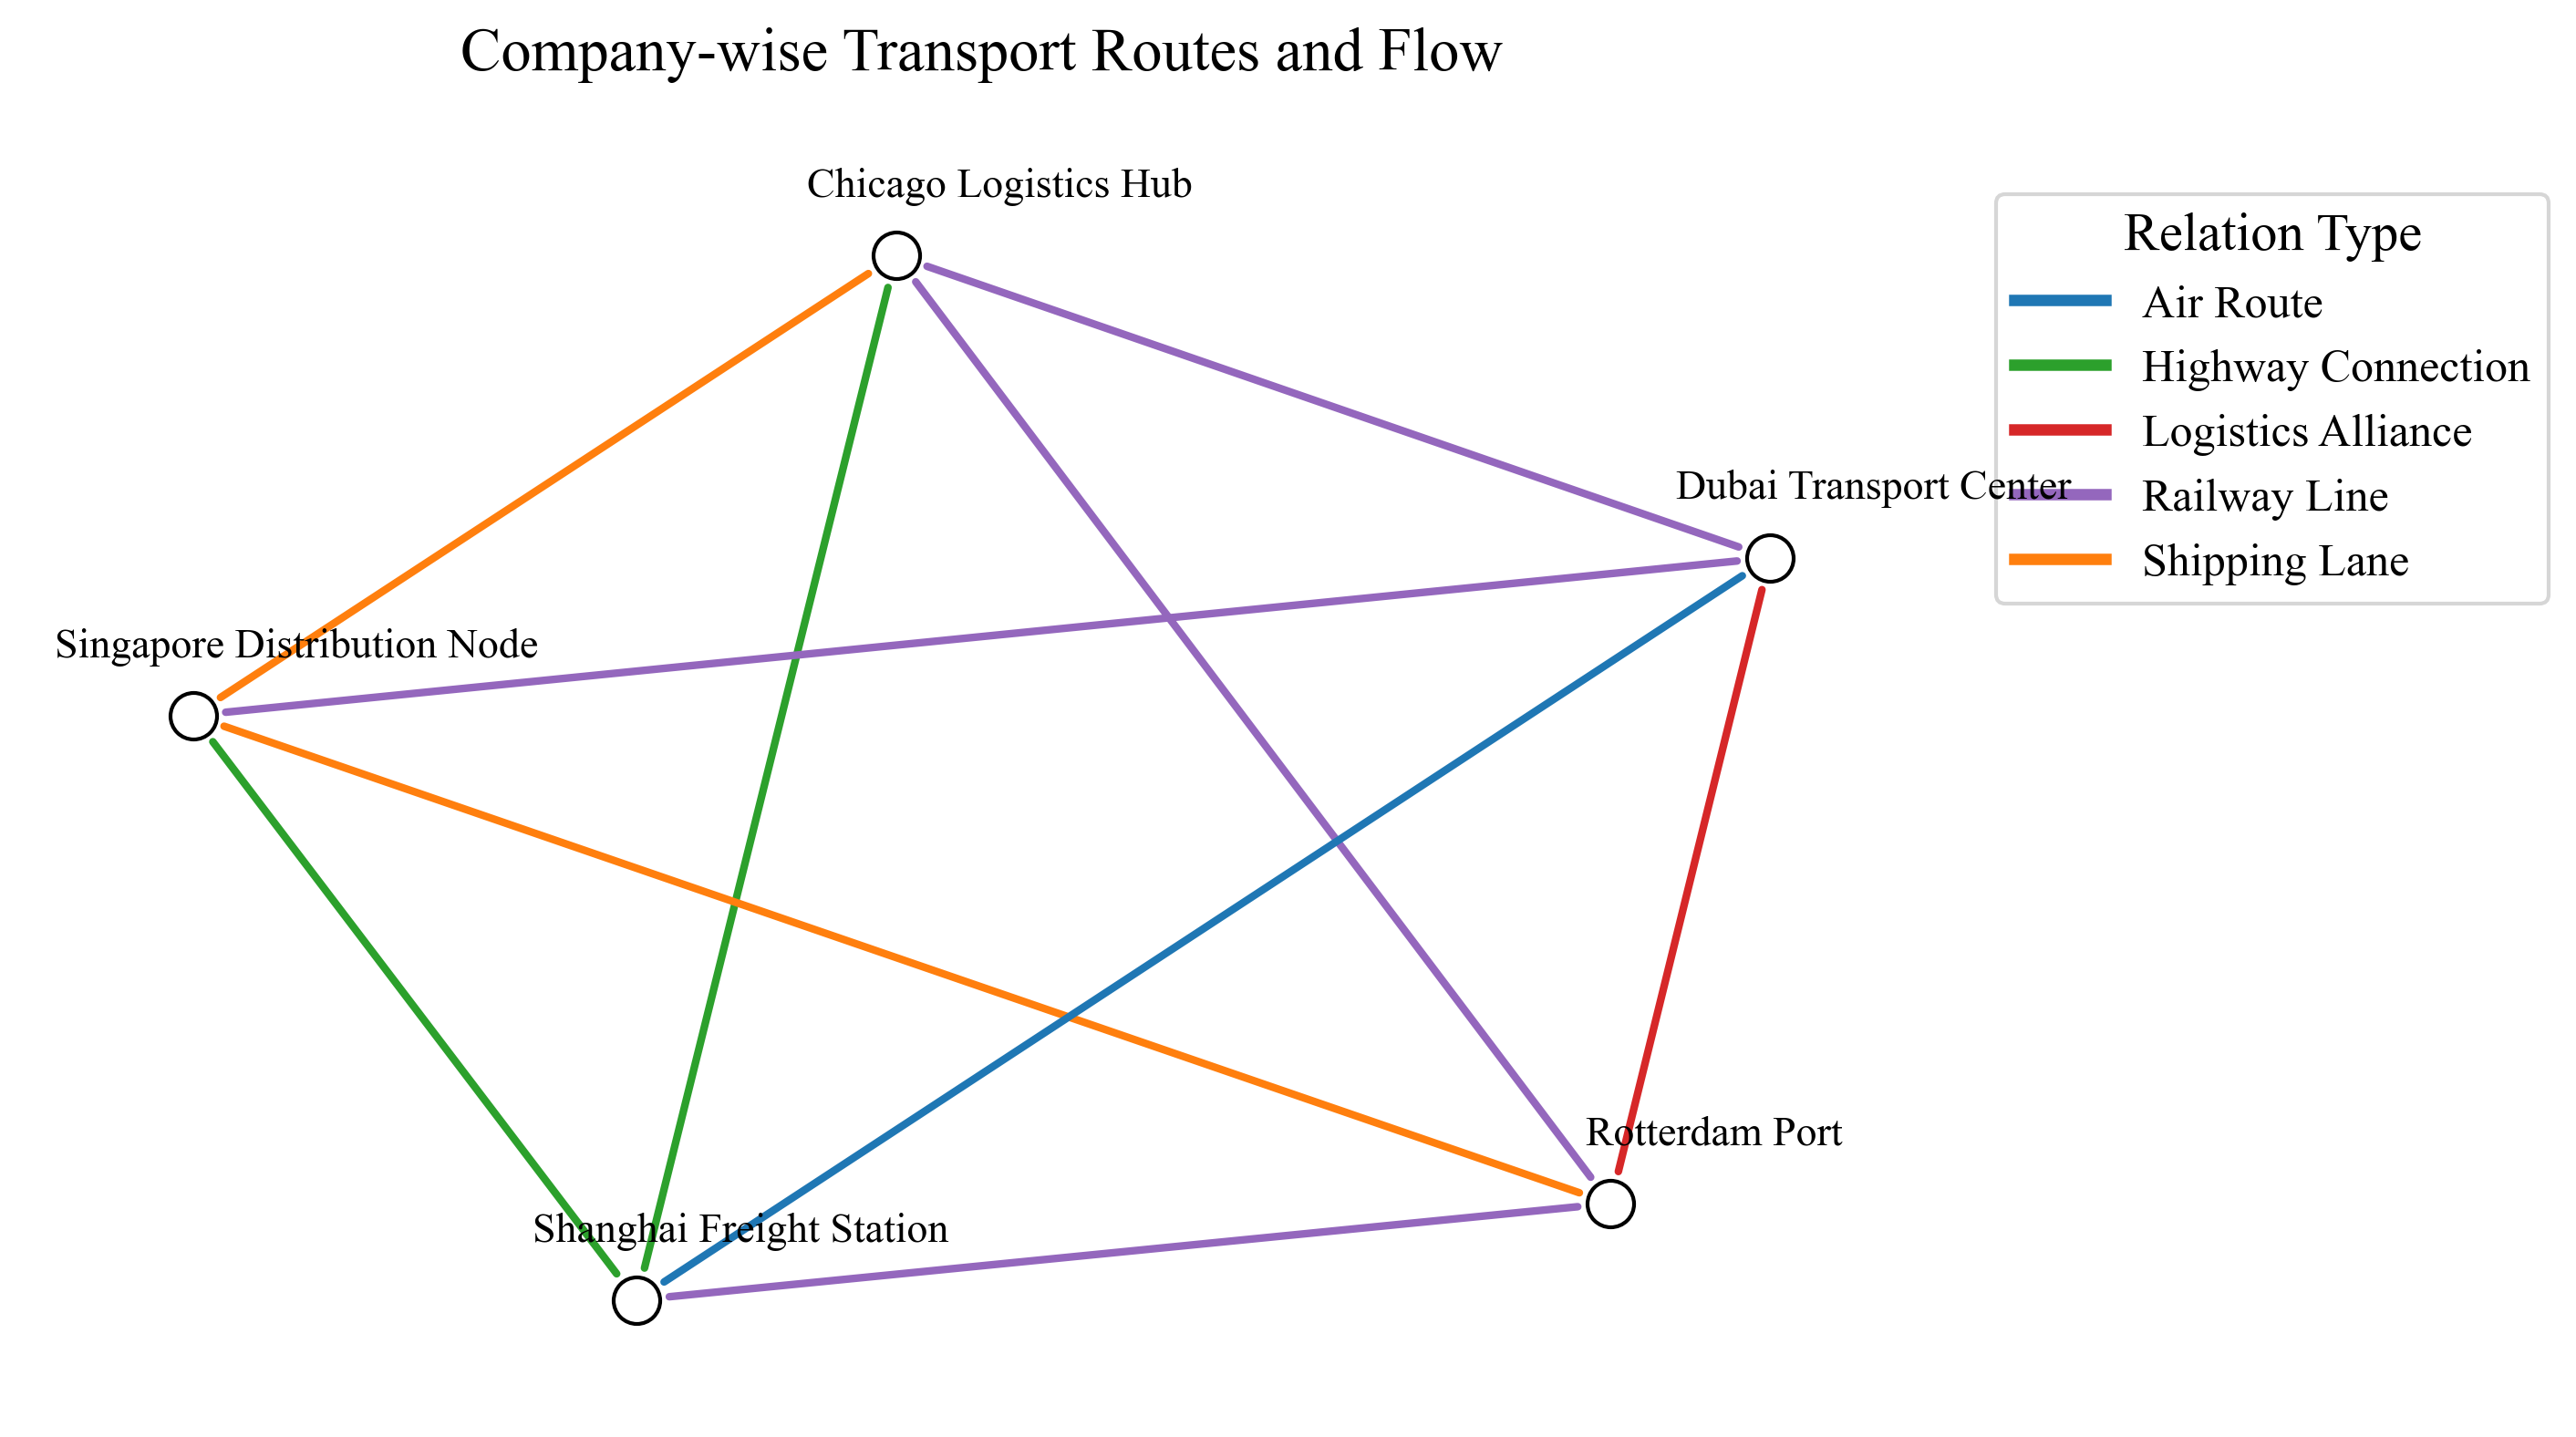 Company-wise Transport Routes and Flow
Chicago Logistics Hub
Relation Type
Air Route
Highway Connection
Logistics Alliance
Dubai Transport Center
Railway Line
Shipping Lane
Singapore Distribution Node
Rotterdam Port
Shanghai Freight Station